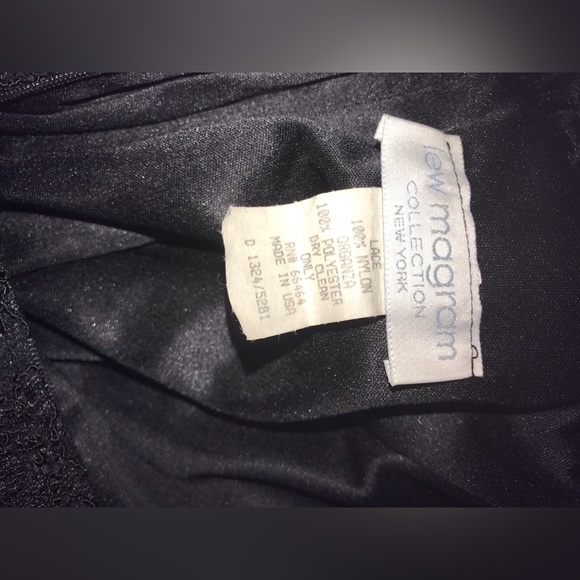 lew magram
COLLECTION
NEW YORK
LACE
100% NYLON
ORGANZA
100% POLYESTER
DRY CLEAN
ONLY
RN# 66464
MADE IN USA
D 1324/5281